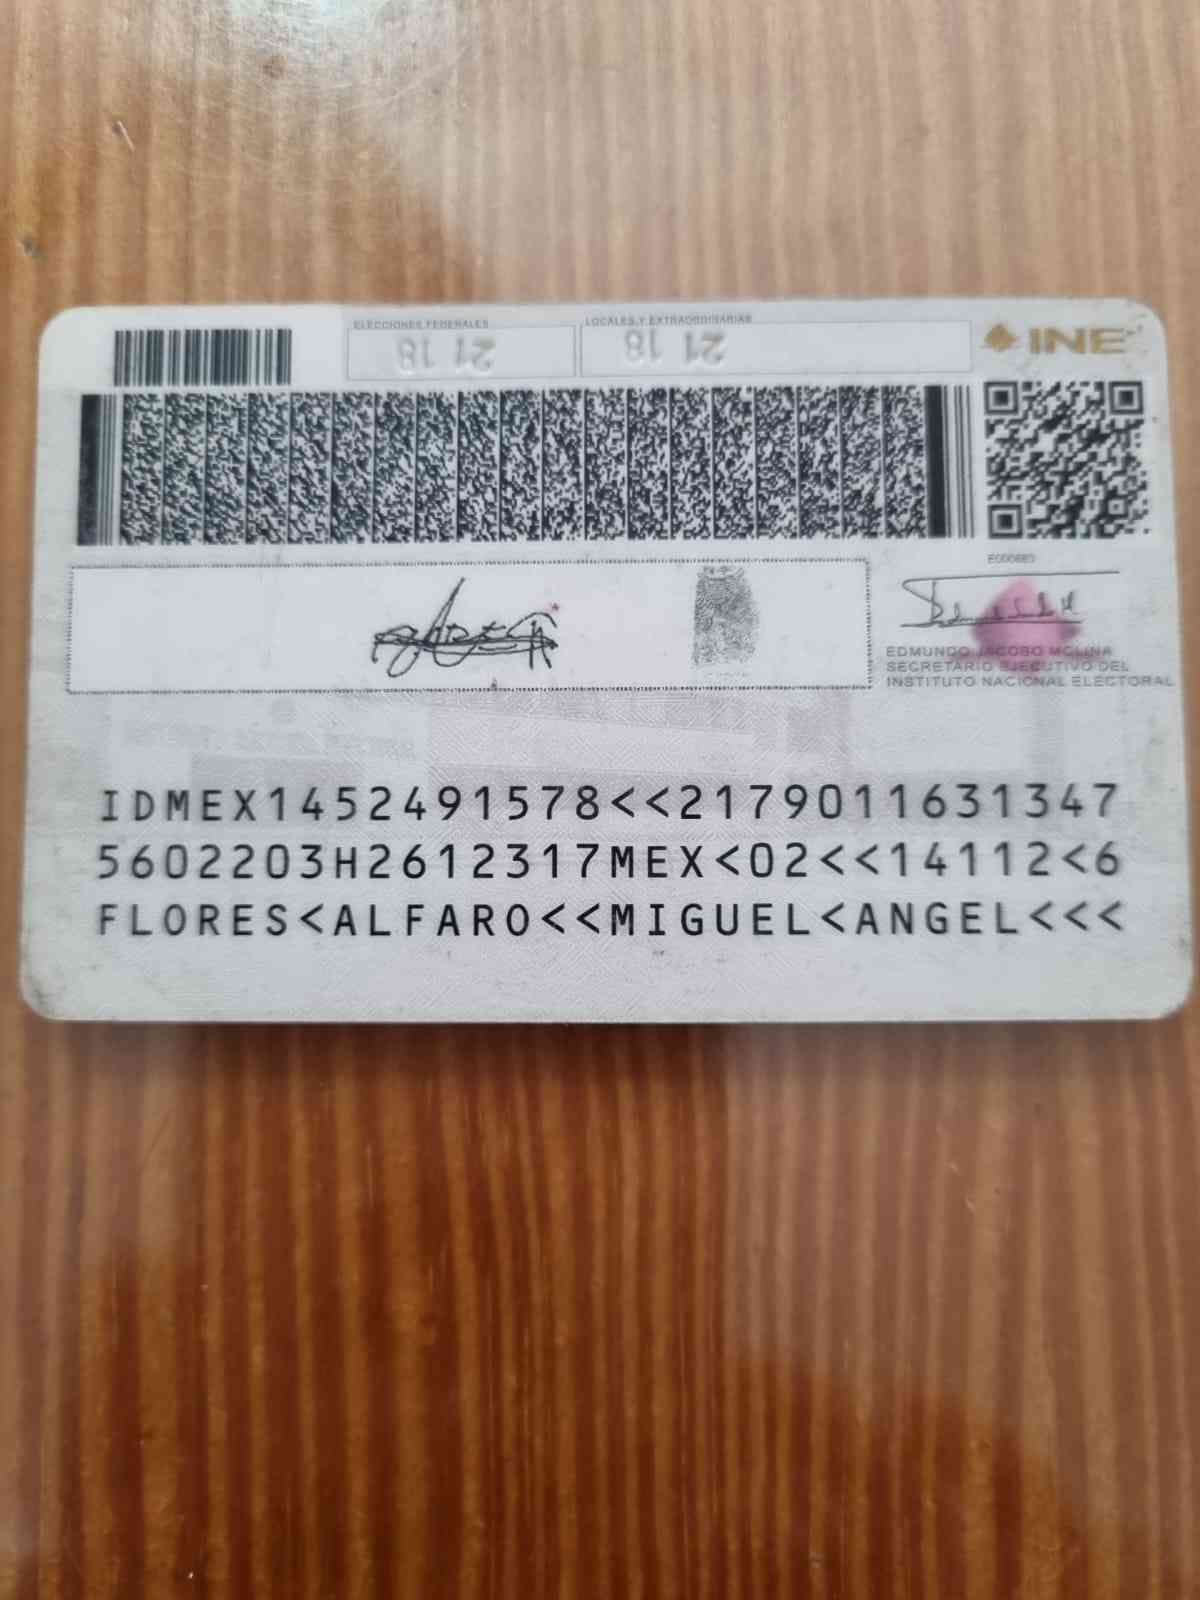 ELECCIONES FEDERALES
LOCALES Y EXTRAORDINARIAS
21 18
21 18
INE
E000883
EDMUNDO JACOBO MOLINA
SECRETARIO EJECUTIVO DEL
INSTITUTO NACIONAL ELECTORAL
IDMEX1452491578<<2179011631347
5602203H2612317MEX<02<<14112<6
FLORES<ALFARO<<MIGUEL<ANGEL<<<